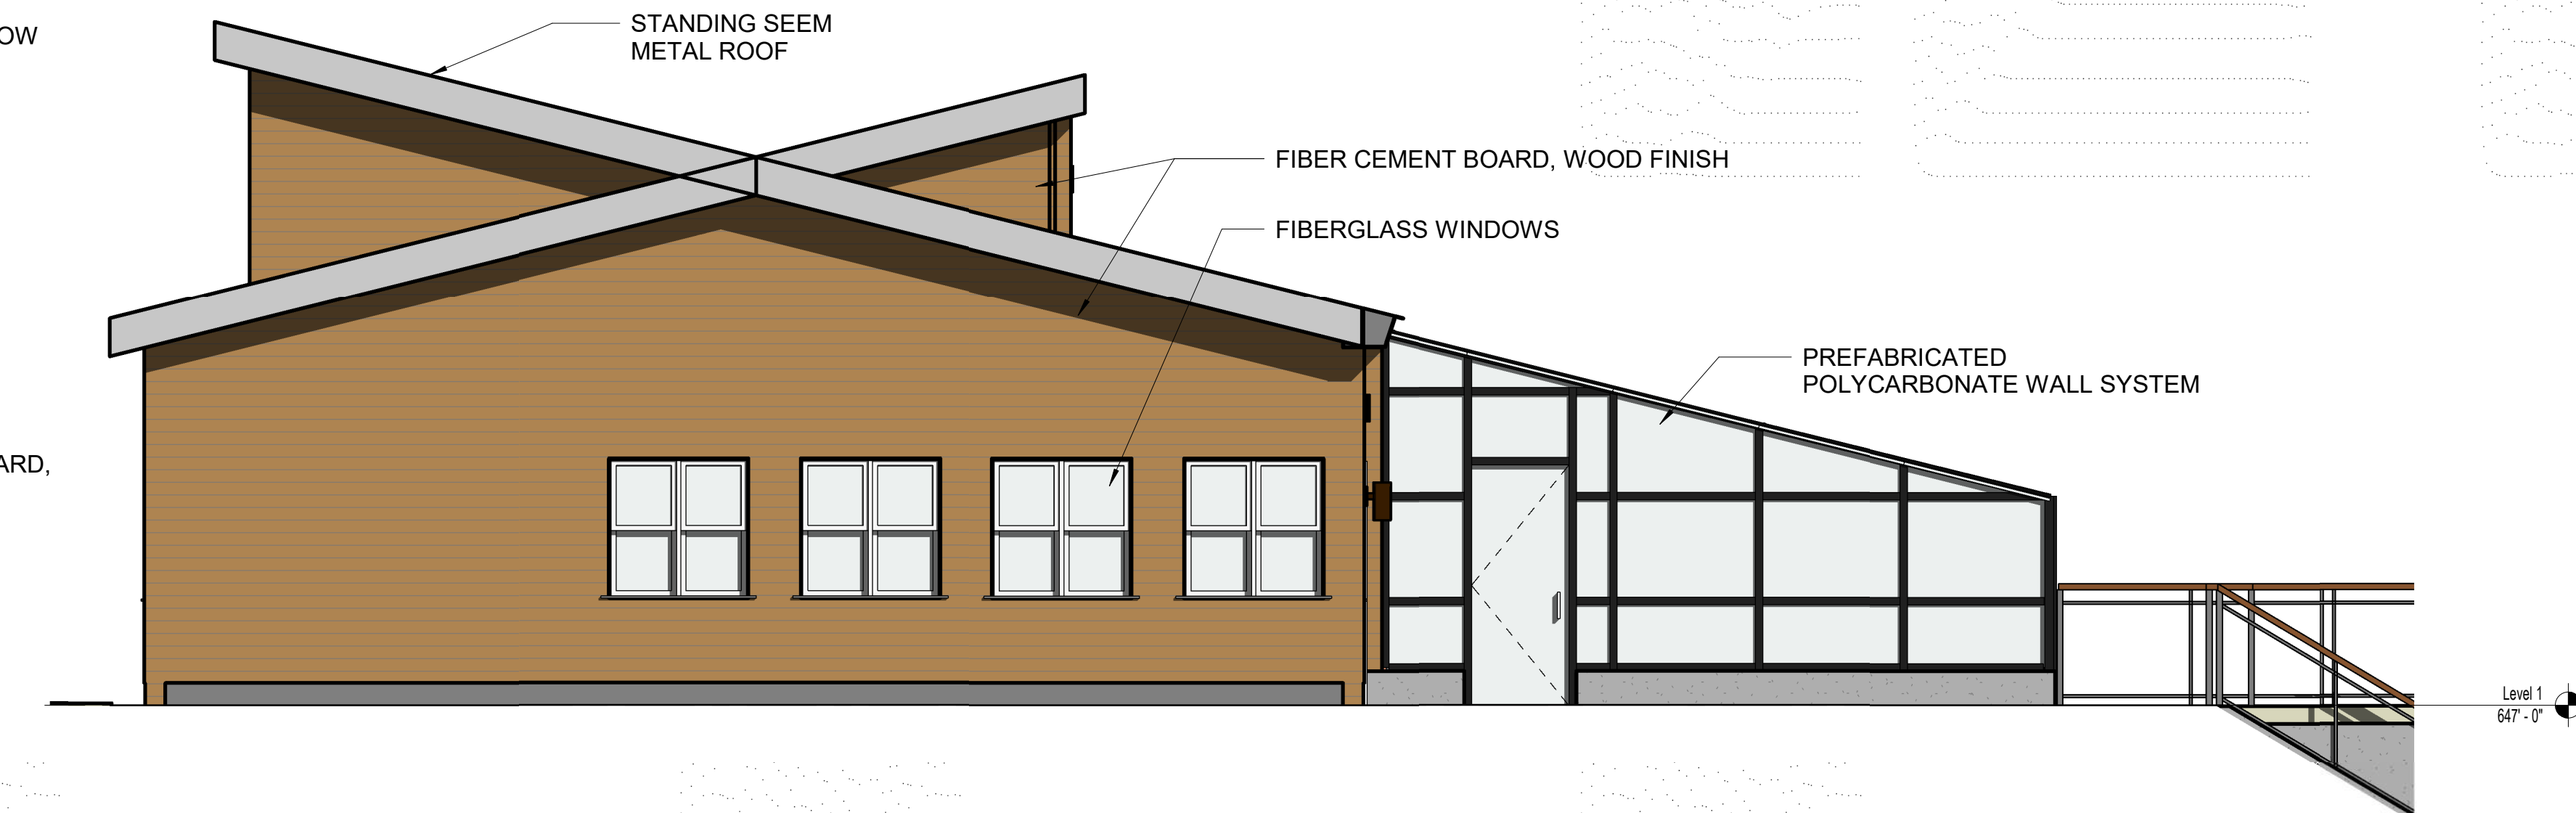 OW
STANDING SEEM
METAL ROOF
FIBER CEMENT BOARD, WOOD FINISH
FIBERGLASS WINDOWS
PREFABRICATED
POLYCARBONATE WALL SYSTEM
ARD,
Level 1
647' - 0"